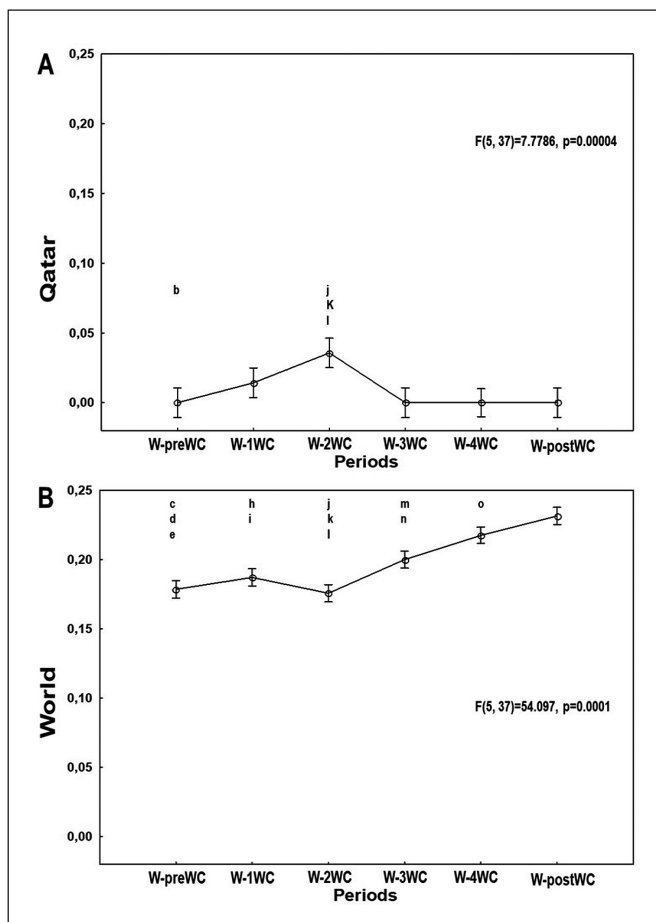 A
0,25
0,20
F(5, 37)=7.7786, p=0.00004
0,15
Qatar
0,10
b j
K
l
0,05
0,00
W-preWC W-1WC W-2WC W-3WC W-4WC W-postWC
Periods
B
0,25
c h j m o
d i k n
e l
0,20
0,15
World
0,10
F(5, 37)=54.097, p=0.0001
0,05
0,00
W-preWC W-1WC W-2WC W-3WC W-4WC W-postWC
Periods